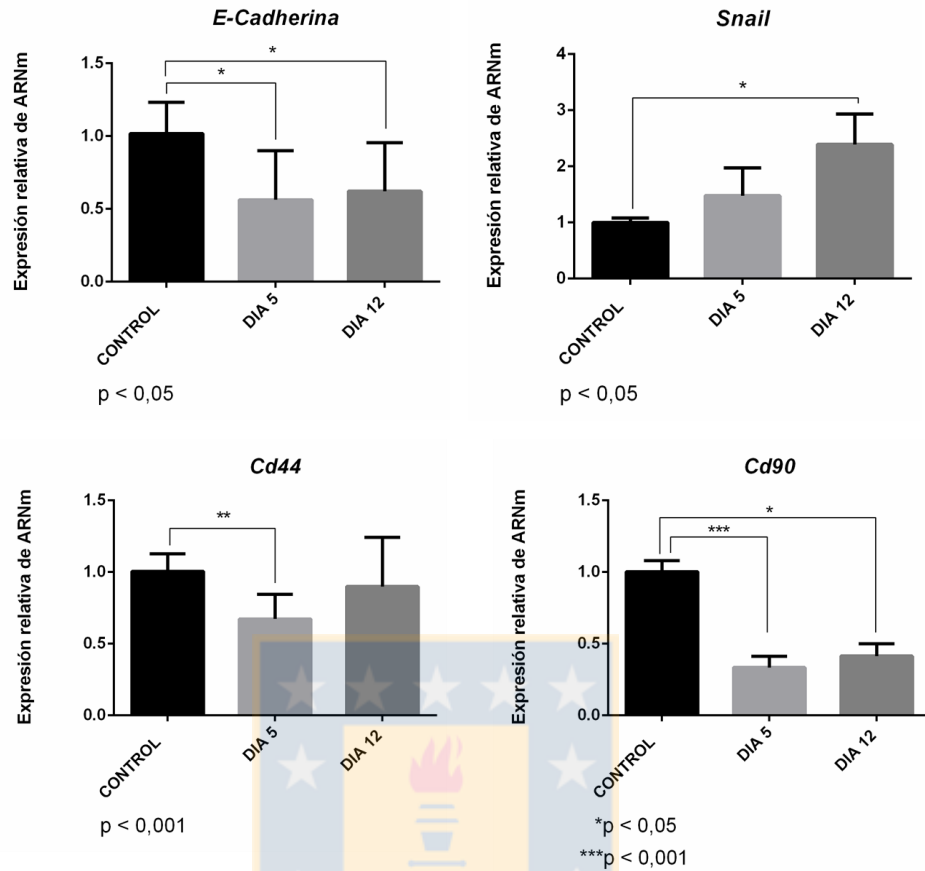 E-Cadherina
Expresión relativa de ARNm
1.5
1.0
0.5
0.0
*
*
CONTROL
DIA 5
DIA 12
p < 0,05
Snail
Expresión relativa de ARNm
4
3
2
1
0
*
CONTROL
DIA 5
DIA 12
p < 0,05
Cd44
Expresión relativa de ARNm
1.5
1.0
0.5
0.0
**
CONTROL
DIA 5
DIA 12
p < 0,001
Cd90
Expresión relativa de ARNm
1.5
1.0
0.5
0.0
*
***
CONTROL
DIA 5
DIA 12
*p < 0,05
***p < 0,001